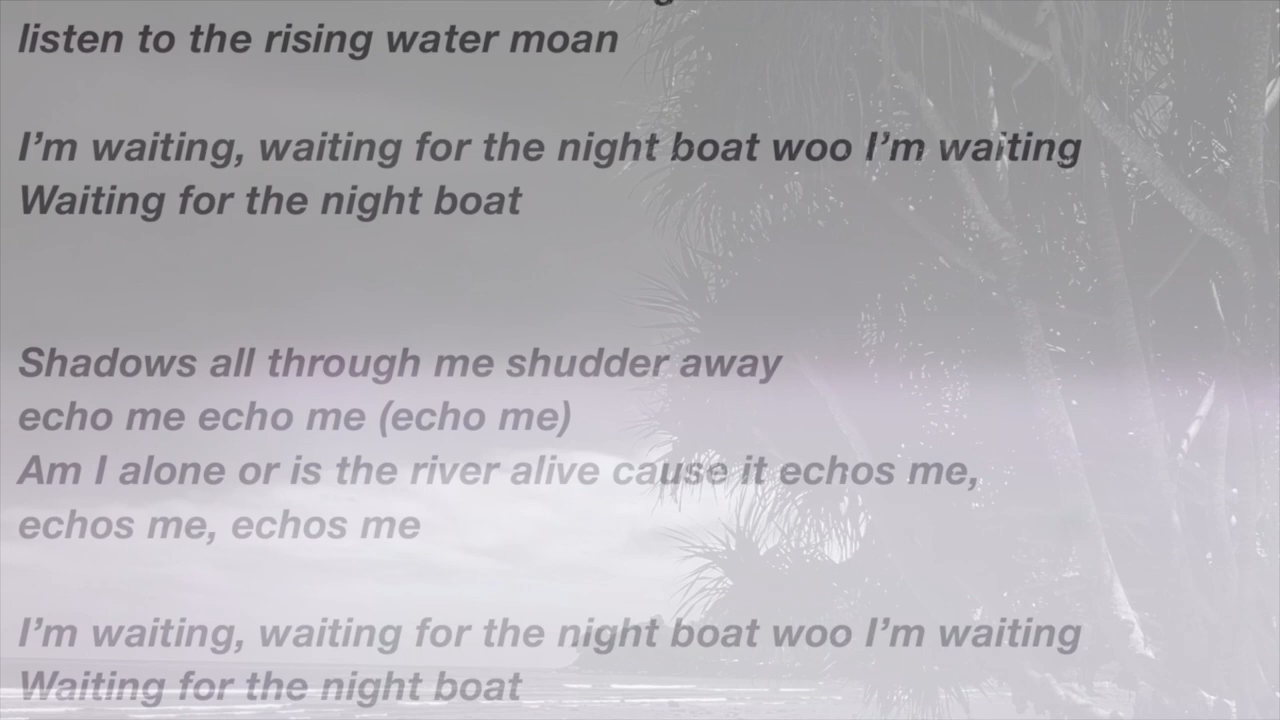 listen to the rising water moan
I'm waiting, waiting for the night boat woo I'm waiting
Waiting for the night boat
Shadows all through me shudder away
echo me echo me (echo me)
Am I alone or is the river alive cause it echos me,
echos me, echos me
I'm waiting, waiting for the night boat woo I'm waiting
Waiting for the night boat